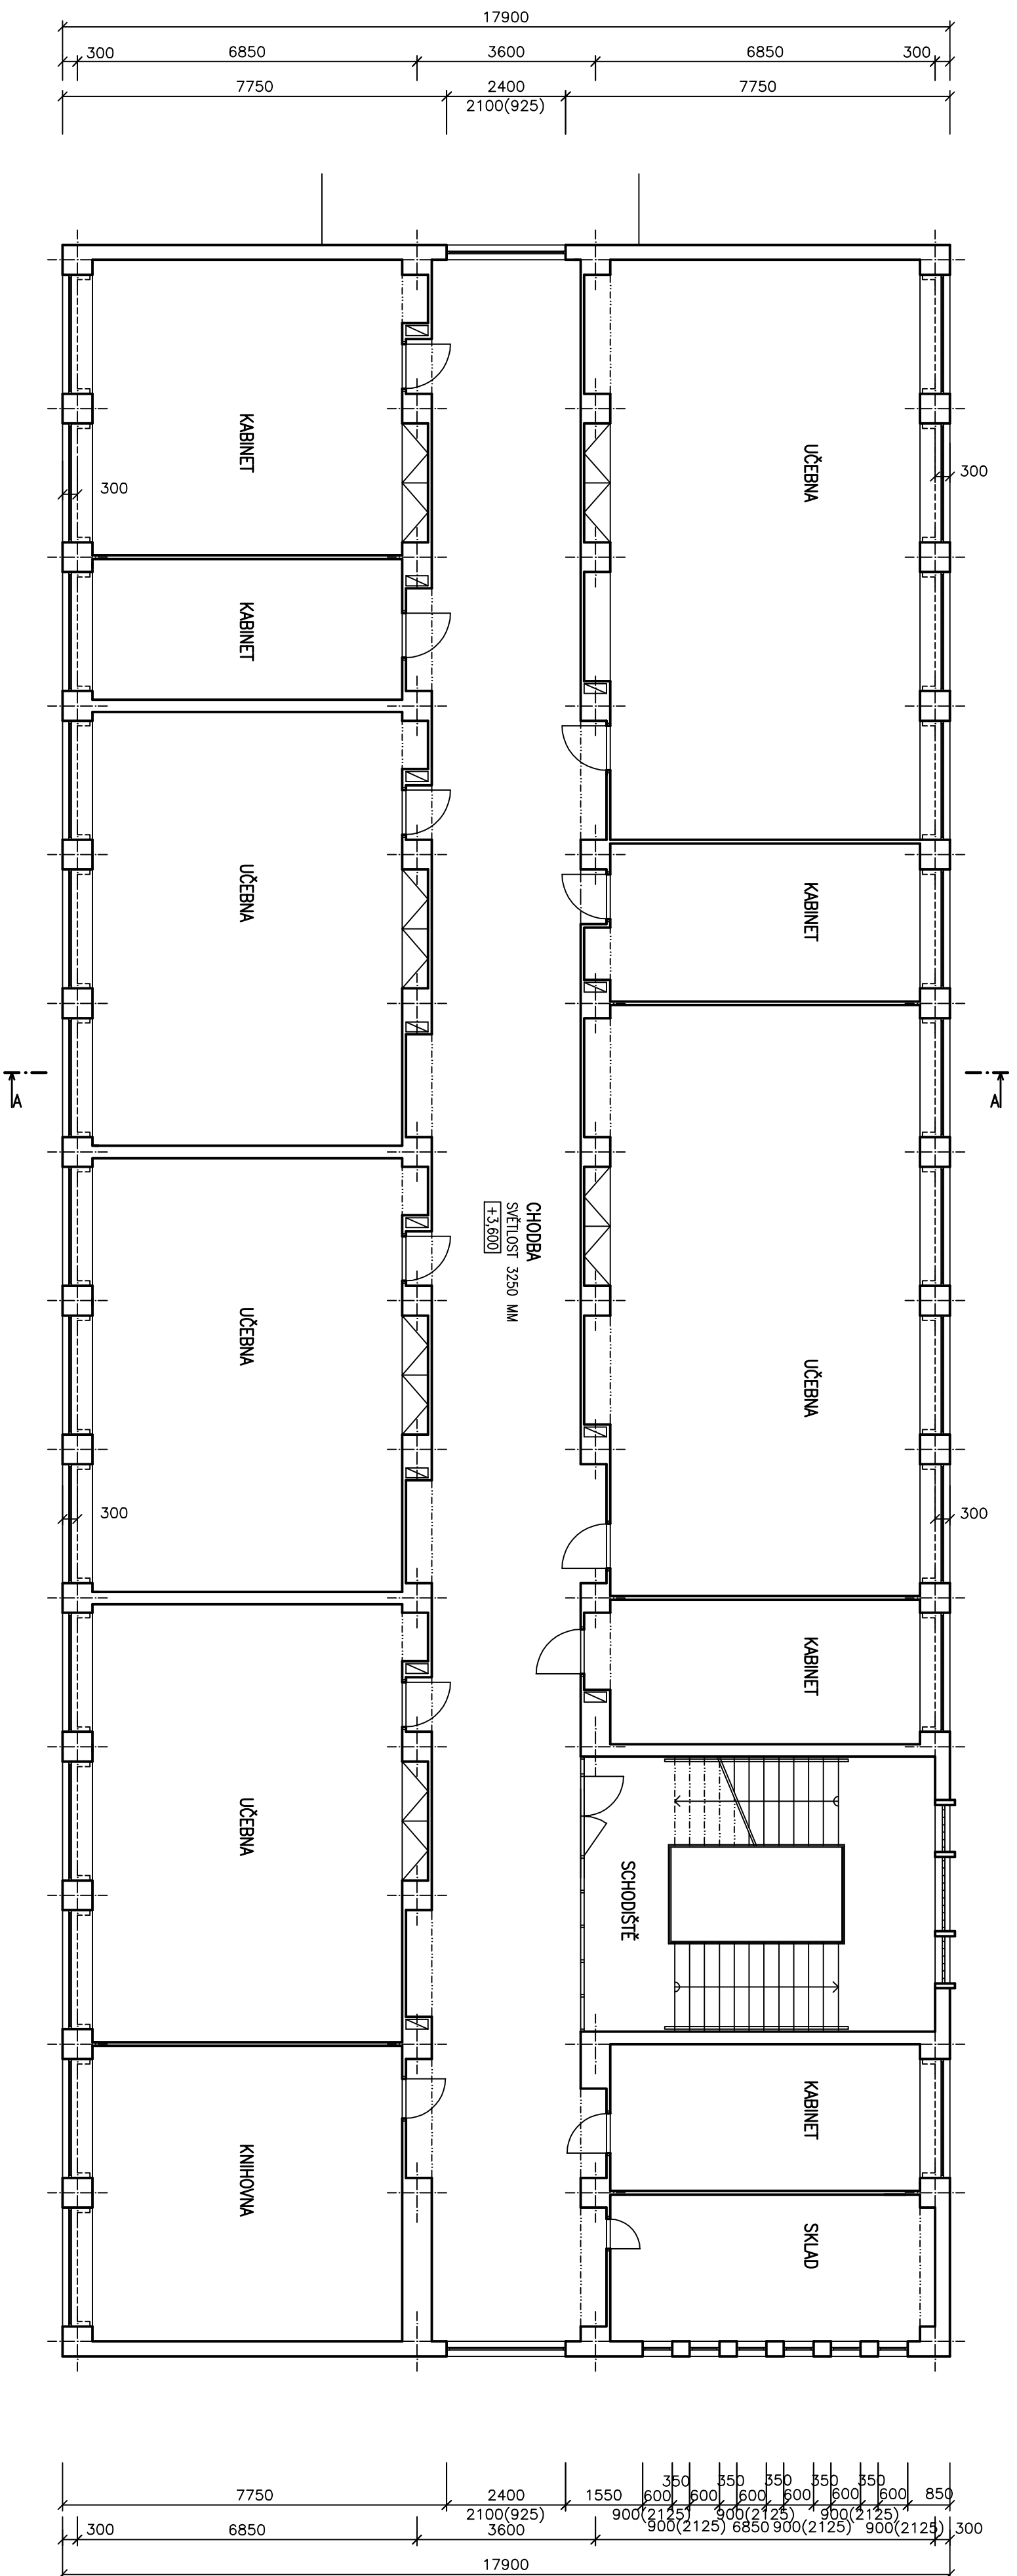 17900
300 6850 3600 6850 300
7750 2400 7750
2100(925)
KABINET
UČEBNA
300
300
KABINET
UČEBNA
KABINET
A
A
CHODBA
SVĚTLOST 3250 MM
+3,600
UČEBNA
UČEBNA
300
300
KABINET
UČEBNA
SCHODIŠTĚ
KABINET
KNIHOVNA
SKLAD
350 350 350 350 350
7750 2400 1550 600 600 600 600 600 600 850
2100(925) 900(2125) 900(2125) 900(2125)
900(2125) 900(2125) 900(2125)
300 6850 3600 6850 300
17900